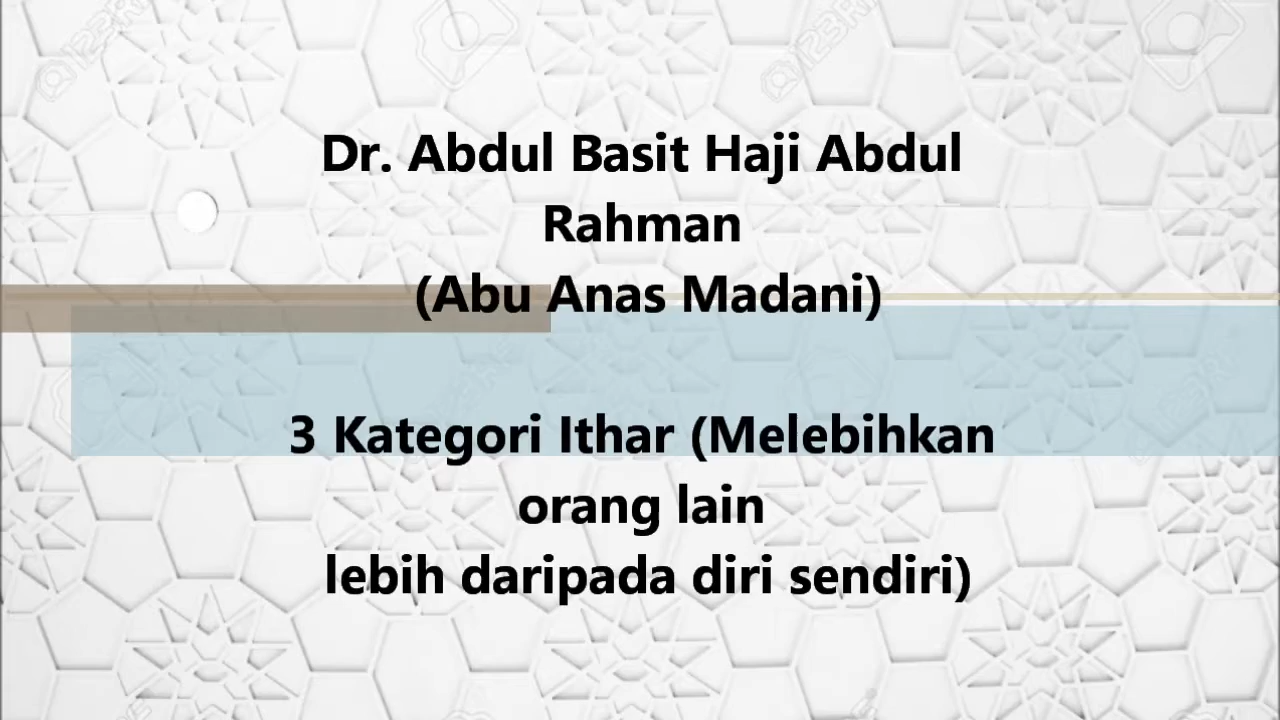 Dr. Abdul Basit Haji Abdul
Rahman
(Abu Anas Madani)
3 Kategori Ithar (Melebihkan
orang lain
lebih daripada diri sendiri)